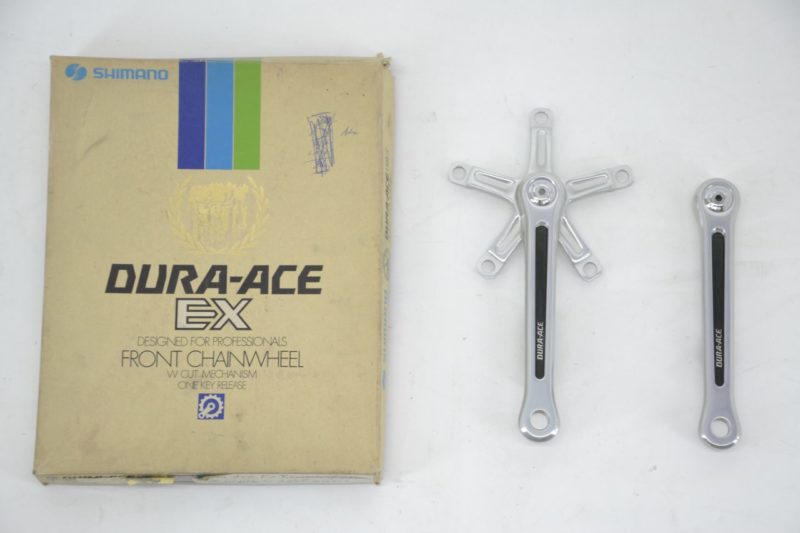 SHIMANO
DURA-ACE
EX
DESIGNED FOR PROFESSIONALS
FRONT CHAINWHEEL
W CUT MECHANISM
ONE KEY RELEASE
DURA-ACE
DURA-ACE